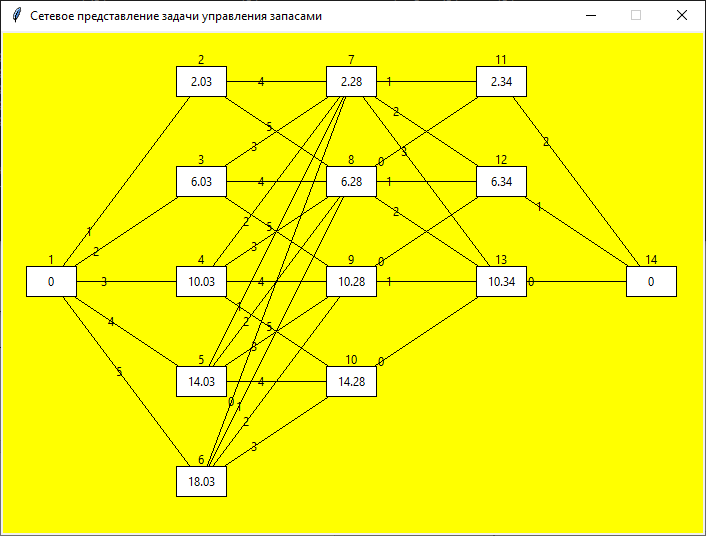 Сетевое представление задачи управления запасами
2 7 11
2.03 4 2.28 1 2.34
2
5 3 3 2
3 8 0 12
6.03 4 6.28 1 6.34
1 2 5 2 1
1 4 3 9 0 13 14
0 3 10.03 4 10.28 1 10.34 0 0
1
4 2 5
3
5 10 0
5 14.03 4 14.28
0 1
2
3
6
18.03